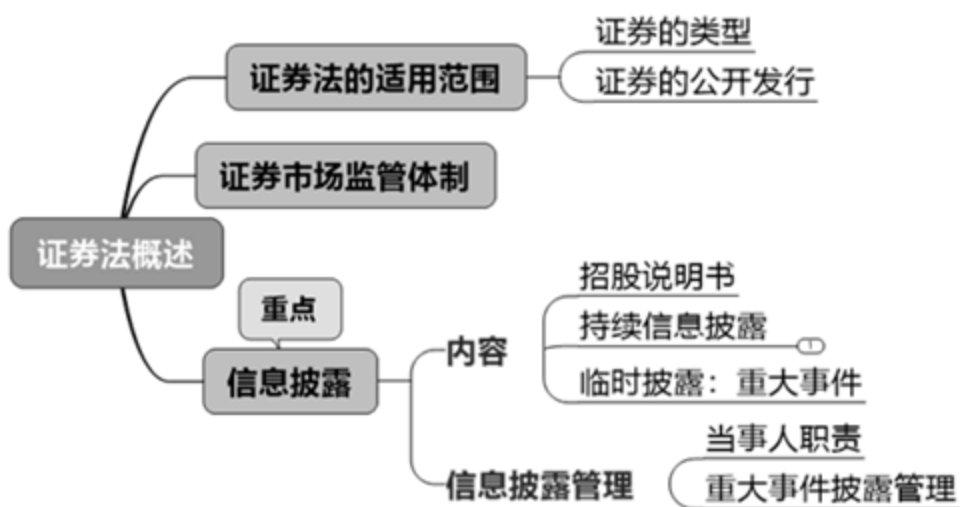 证券法概述
证券法的适用范围
证券的类型
证券的公开发行
证券市场监管体制
重点
信息披露
内容
招股说明书
持续信息披露
1
临时披露：重大事件
信息披露管理
当事人职责
重大事件披露管理